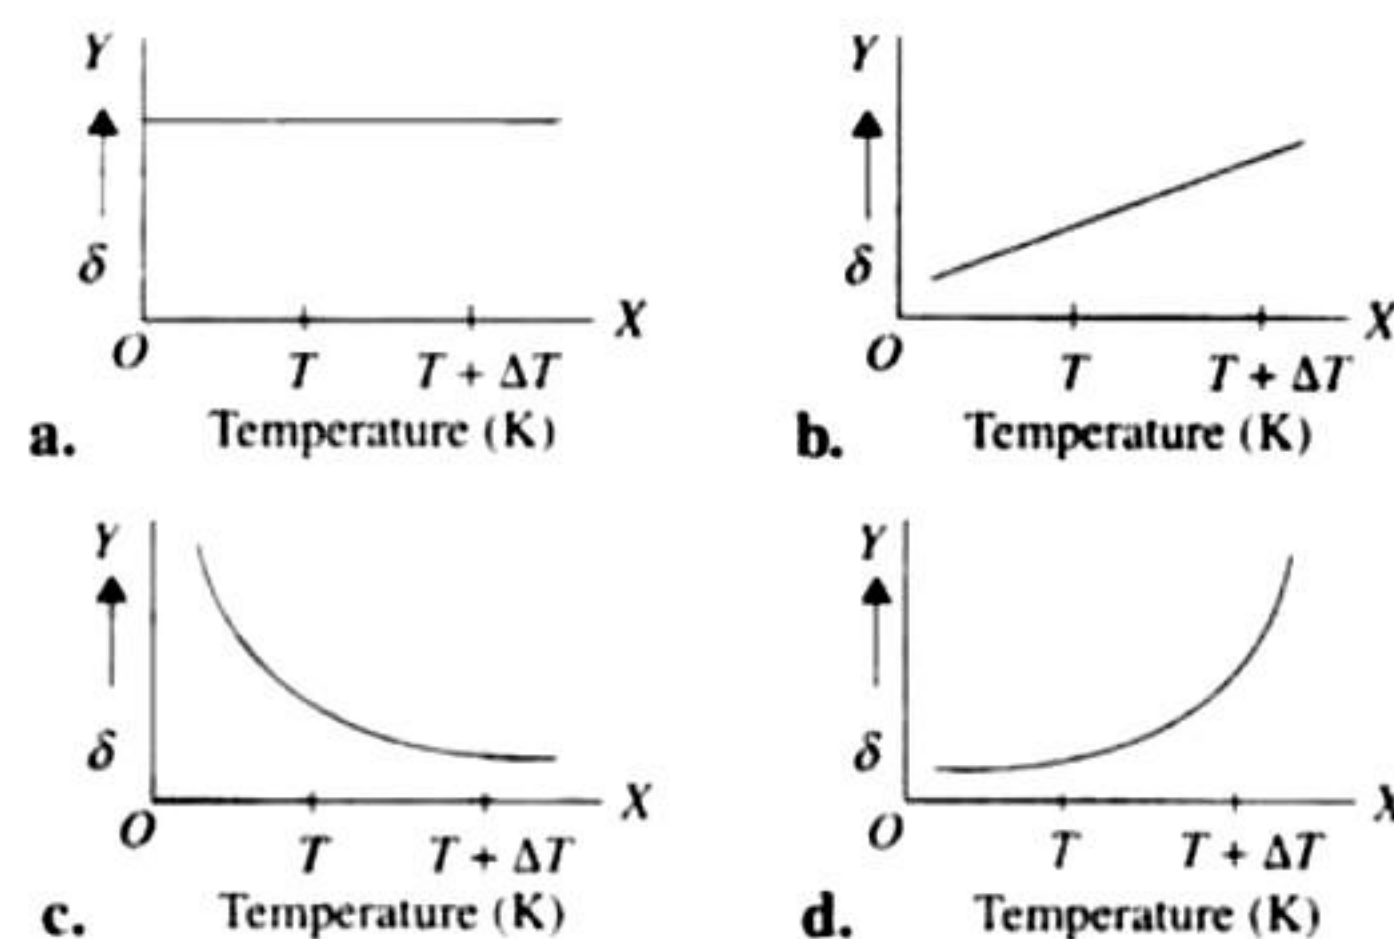 Y Y
δ δ
O T T + ΔT X O T T + ΔT X
a. Temperature (K) b. Temperature (K)
Y Y
δ δ
O T T + ΔT X O T T + ΔT X
c. Temperature (K) d. Temperature (K)